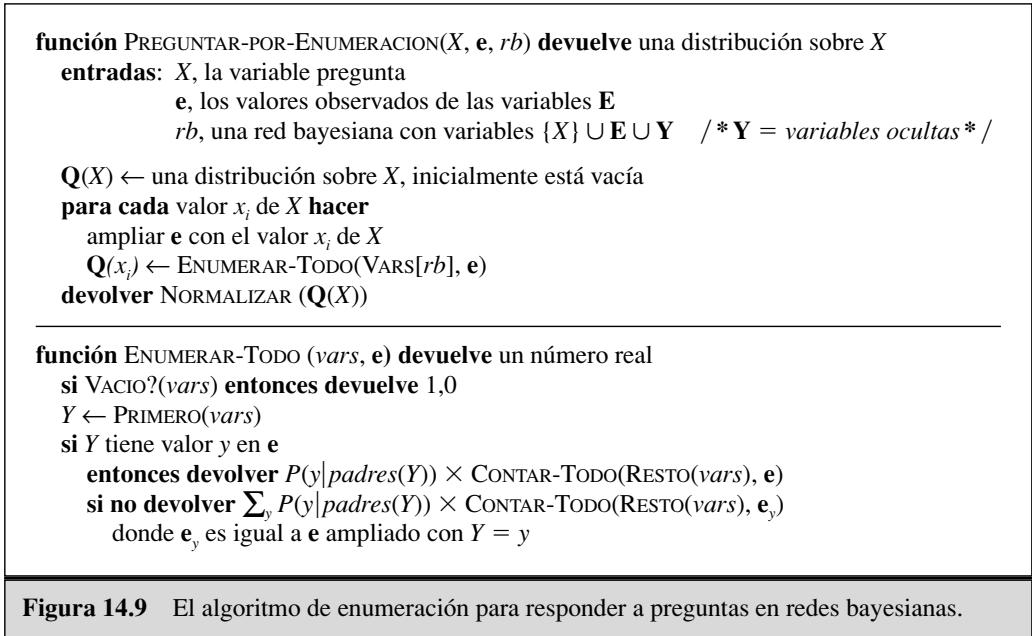 función PREGUNTAR-POR-ENUMERACION(X, e, rb) devuelve una distribución sobre X
entradas: X, la variable pregunta
e, los valores observados de las variables E
rb, una red bayesiana con variables {X} ∪ E ∪ Y /* Y = variables ocultas */
Q(X) ← una distribución sobre X, inicialmente está vacía
para cada valor xᵢ de X hacer
ampliar e con el valor xᵢ de X
Q(xᵢ) ← ENUMERAR-TODO(VARS[rb], e)
devolver NORMALIZAR (Q(X))
función ENUMERAR-TODO (vars, e) devuelve un número real
si VACIO?(vars) entonces devuelve 1,0
Y ← PRIMERO(vars)
si Y tiene valor y en e
entonces devolver P(y|padres(Y)) × CONTAR-TODO(RESTO(vars), e)
si no devolver ∑_y P(y|padres(Y)) × CONTAR-TODO(RESTO(vars), e_y)
donde e_y es igual a e ampliado con Y = y
Figura 14.9 El algoritmo de enumeración para responder a preguntas en redes bayesianas.